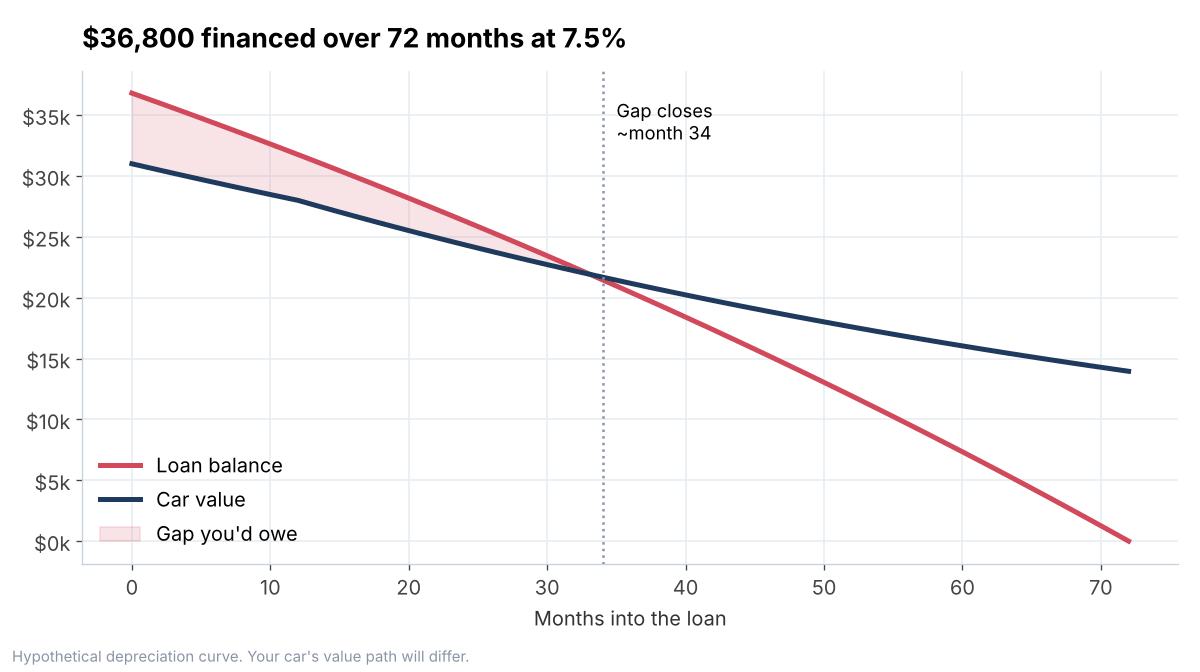 $36,800 financed over 72 months at 7.5%
$35k
$30k
$25k
$20k
$15k
$10k
$5k
$0k
Gap closes
~month 34
Loan balance
Car value
Gap you'd owe
0 10 20 30 40 50 60 70
Months into the loan
Hypothetical depreciation curve. Your car's value path will differ.